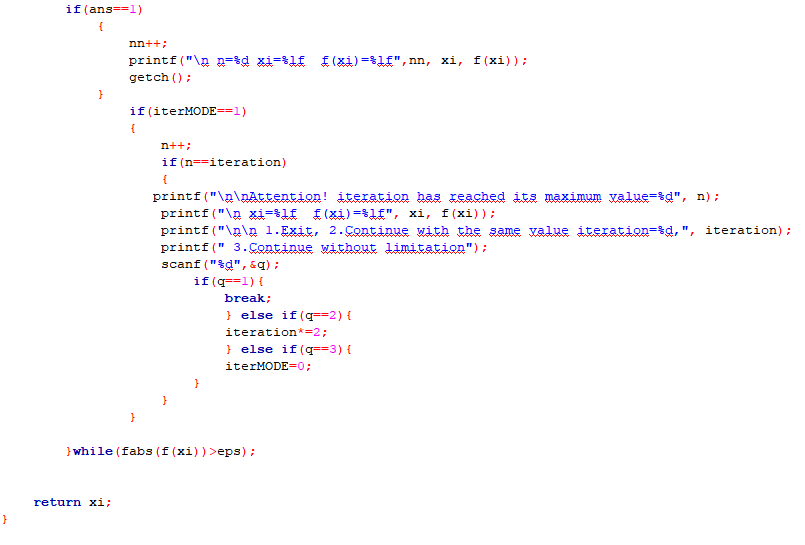 if(ans==1)
{
nn++;
printf("\n n=%d xi=%lf  f(xi)=%lf",nn, xi, f(xi));
getch();
}
if(iterMODE==1)
{
n++;
if(n==iteration)
{
printf("\n\nAttention! iteration has reached its maximum value=%d", n);
printf("\n xi=%lf  f(xi)=%lf", xi, f(xi));
printf("\n\n 1.Exit, 2.Continue with the same value iteration=%d,", iteration);
printf(" 3.Continue without limitation");
scanf("%d",&q);
if(q==1){
break;
} else if(q==2){
iteration*=2;
} else if(q==3){
iterMODE=0;
}
}
}
}while(fabs(f(xi))>eps);
return xi;
}